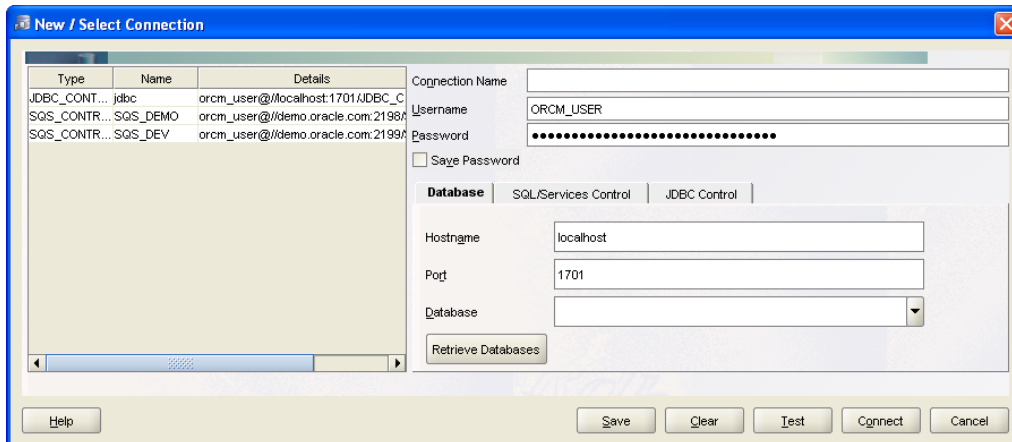 New / Select Connection
Type Name Details
JDBC_CONT... jdbc orcm_user@//localhost:1701/JDBC_C
SQS_CONTR... SQS_DEMO orcm_user@//demo.oracle.com:2198/
SQS_CONTR... SQS_DEV orcm_user@//demo.oracle.com:2199/
Connection Name
Username ORCM_USER
Password ●●●●●●●●●●●●●●●●●●●●●●●●●●●●●●●●
Save Password
Database SQL/Services Control JDBC Control
Hostname localhost
Port 1701
Database
Retrieve Databases
Help Save Clear Test Connect Cancel